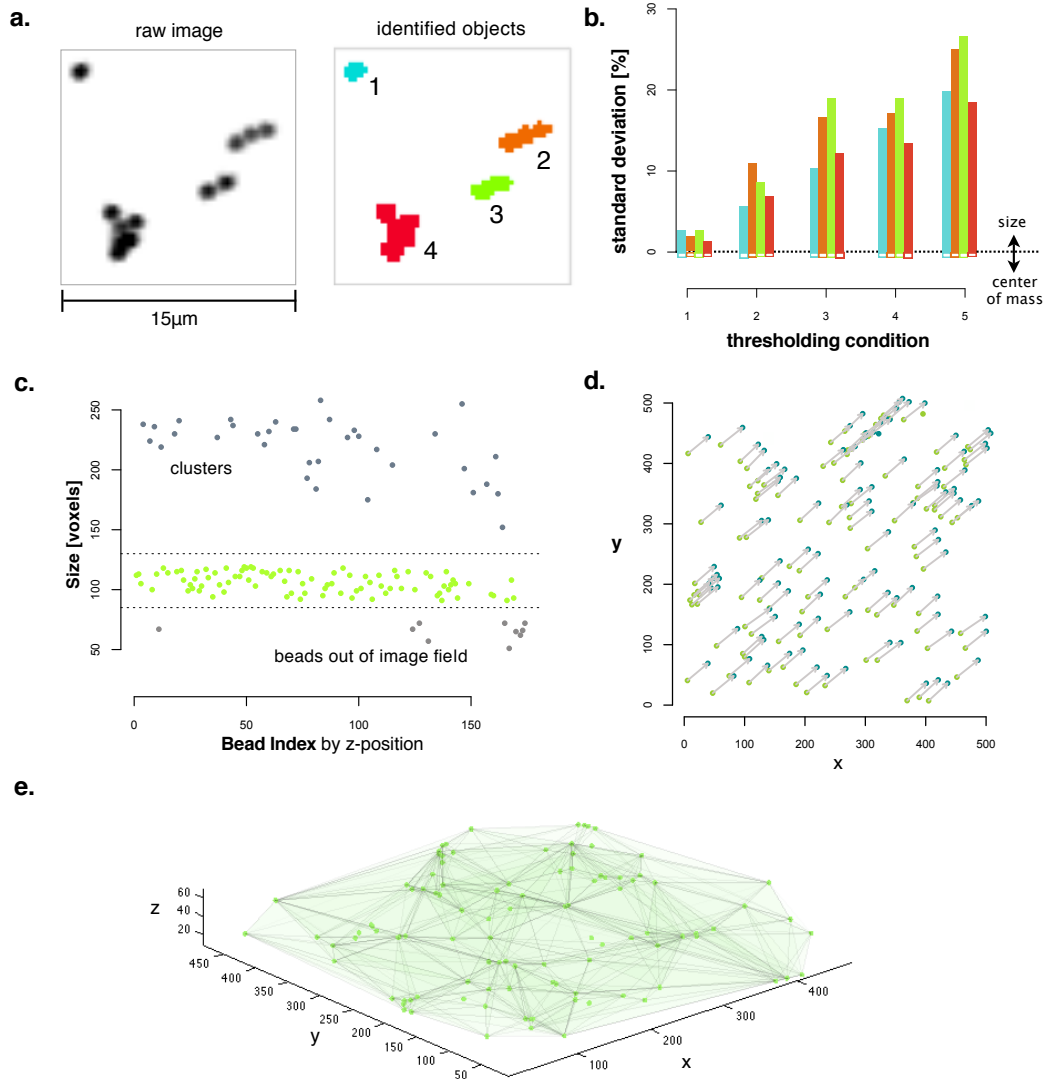 a.
raw image
identified objects
1
2
3
4
15µm
b.
standard deviation [%]
30
20
10
0
size
center
of mass
1 2 3 4 5
thresholding condition
c.
Size [voxels]
250
200
150
100
50
clusters
beads out of image field
0 50 100 150
Bead Index by z-position
d.
y
500
400
300
200
100
0
0 100 200 300 400 500
x
e.
z
60
40
20
450
400
350
300
250
200
150
100
50
y
100
200
300
400
x